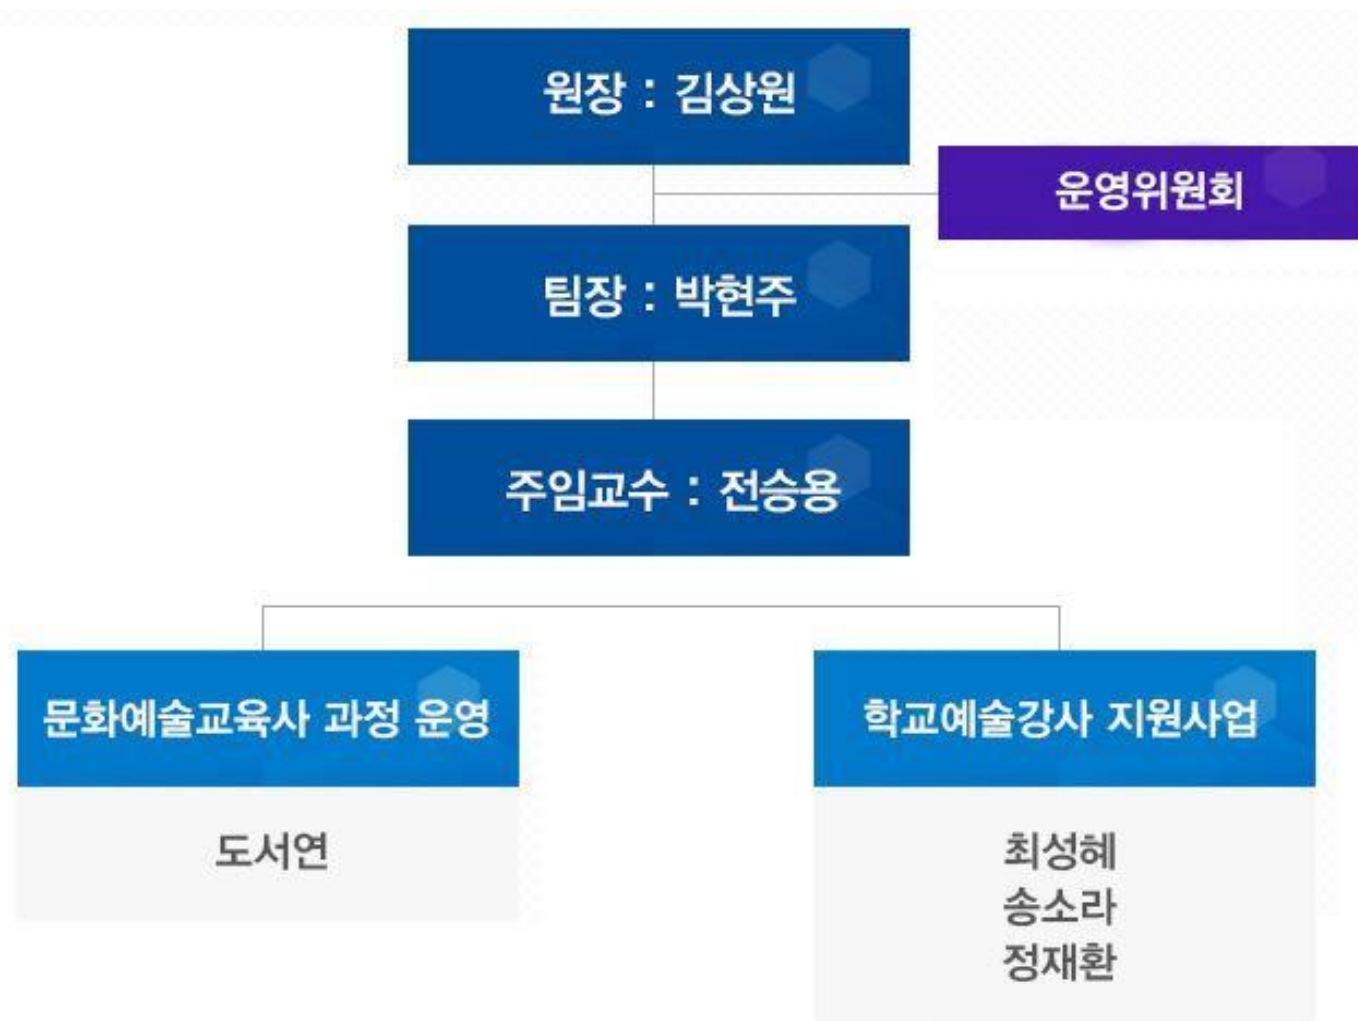 원장 : 김상원
운영위원회
팀장 : 박현주
주임교수 : 전승용
문화예술교육사 과정 운영
학교예술강사 지원사업
도서연
최성혜
송소라
정재환